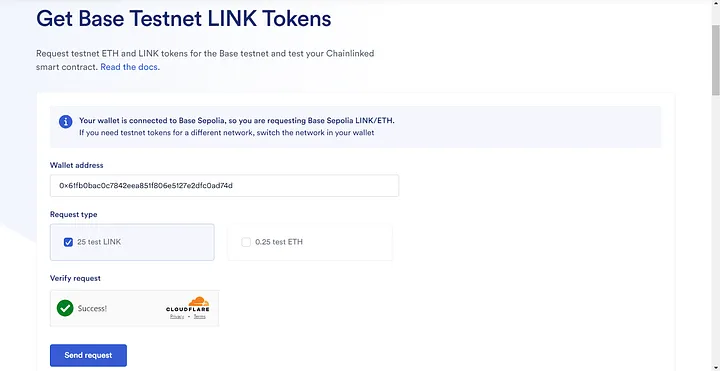 Get Base Testnet LINK Tokens
Request testnet ETH and LINK tokens for the Base testnet and test your Chainlinked
smart contract. Read the docs.
Your wallet is connected to Base Sepolia, so you are requesting Base Sepolia LINK/ETH.
If you need testnet tokens for a different network, switch the network in your wallet
Wallet address
0x61fb0bac0c7842eea851f806e5127e2dfc0ad74d
Request type
25 test LINK
0.25 test ETH
Verify request
Success!
CLOUDFLARE
Privacy • Terms
Send request